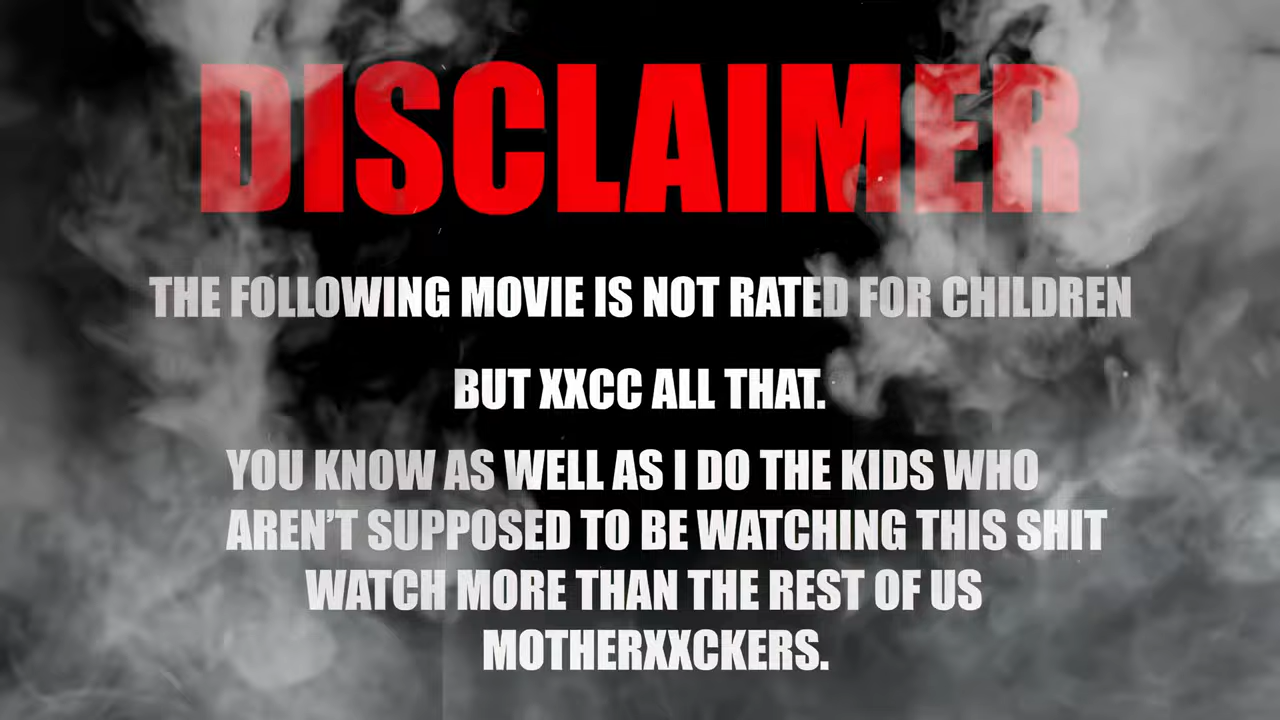 DISCLAIMER
THE FOLLOWING MOVIE IS NOT RATED FOR CHILDREN
BUT XXCC ALL THAT.
YOU KNOW AS WELL AS I DO THE KIDS WHO
AREN'T SUPPOSED TO BE WATCHING THIS SHIT
WATCH MORE THAN THE REST OF US
MOTHERXXCKERS.